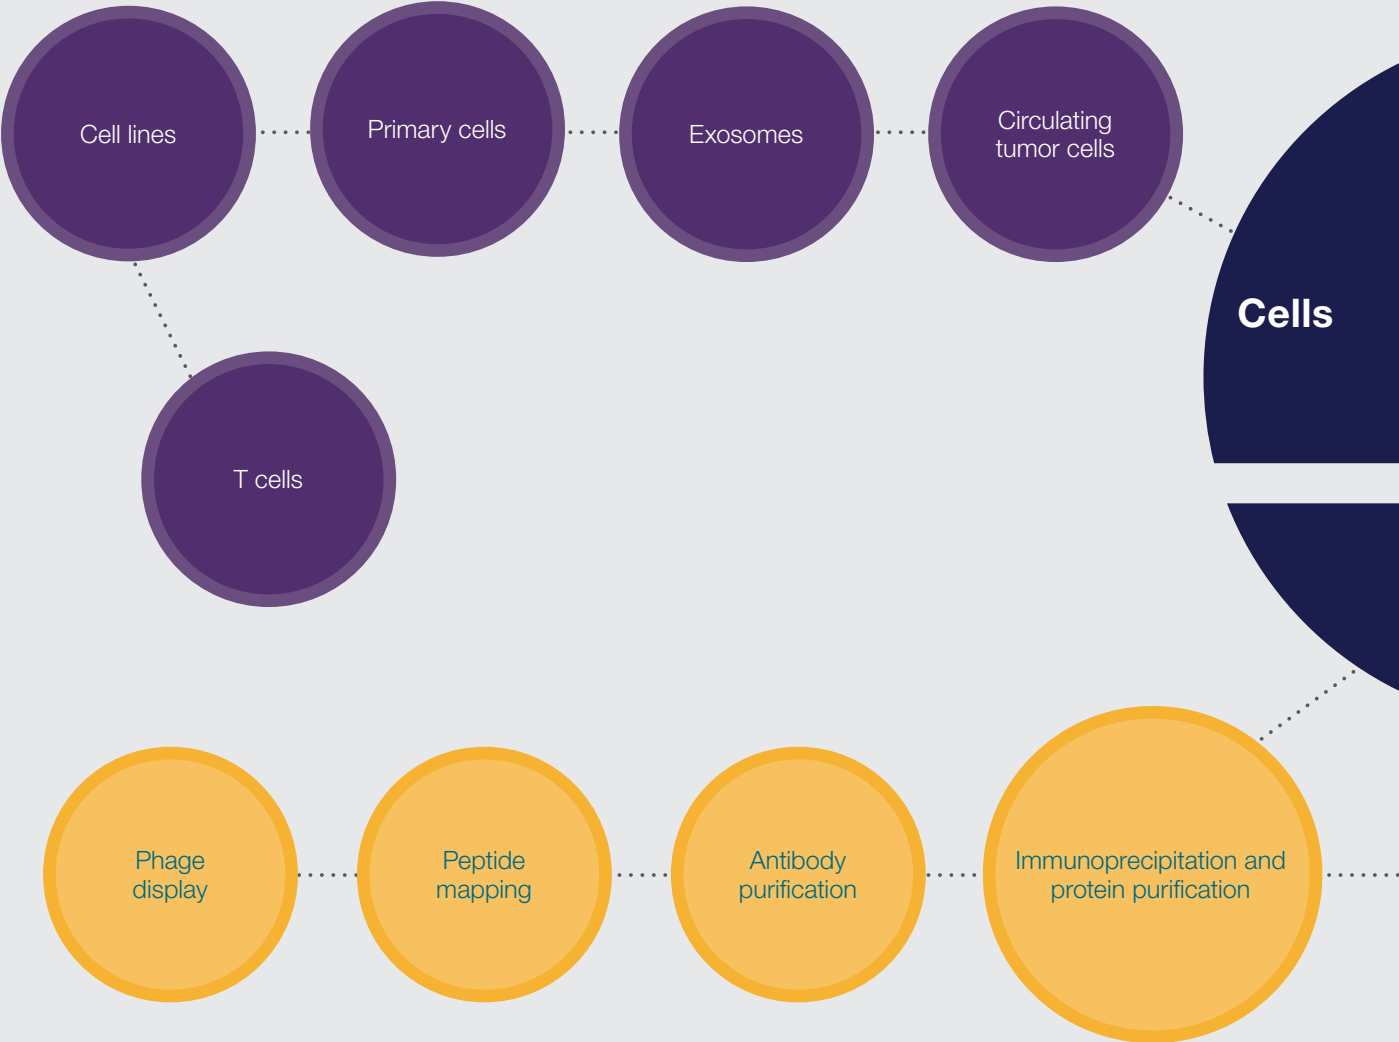 Cell lines
Primary cells
Exosomes
Circulating
tumor cells
Cells
T cells
Phage
display
Peptide
mapping
Antibody
purification
Immunoprecipitation and
protein purification